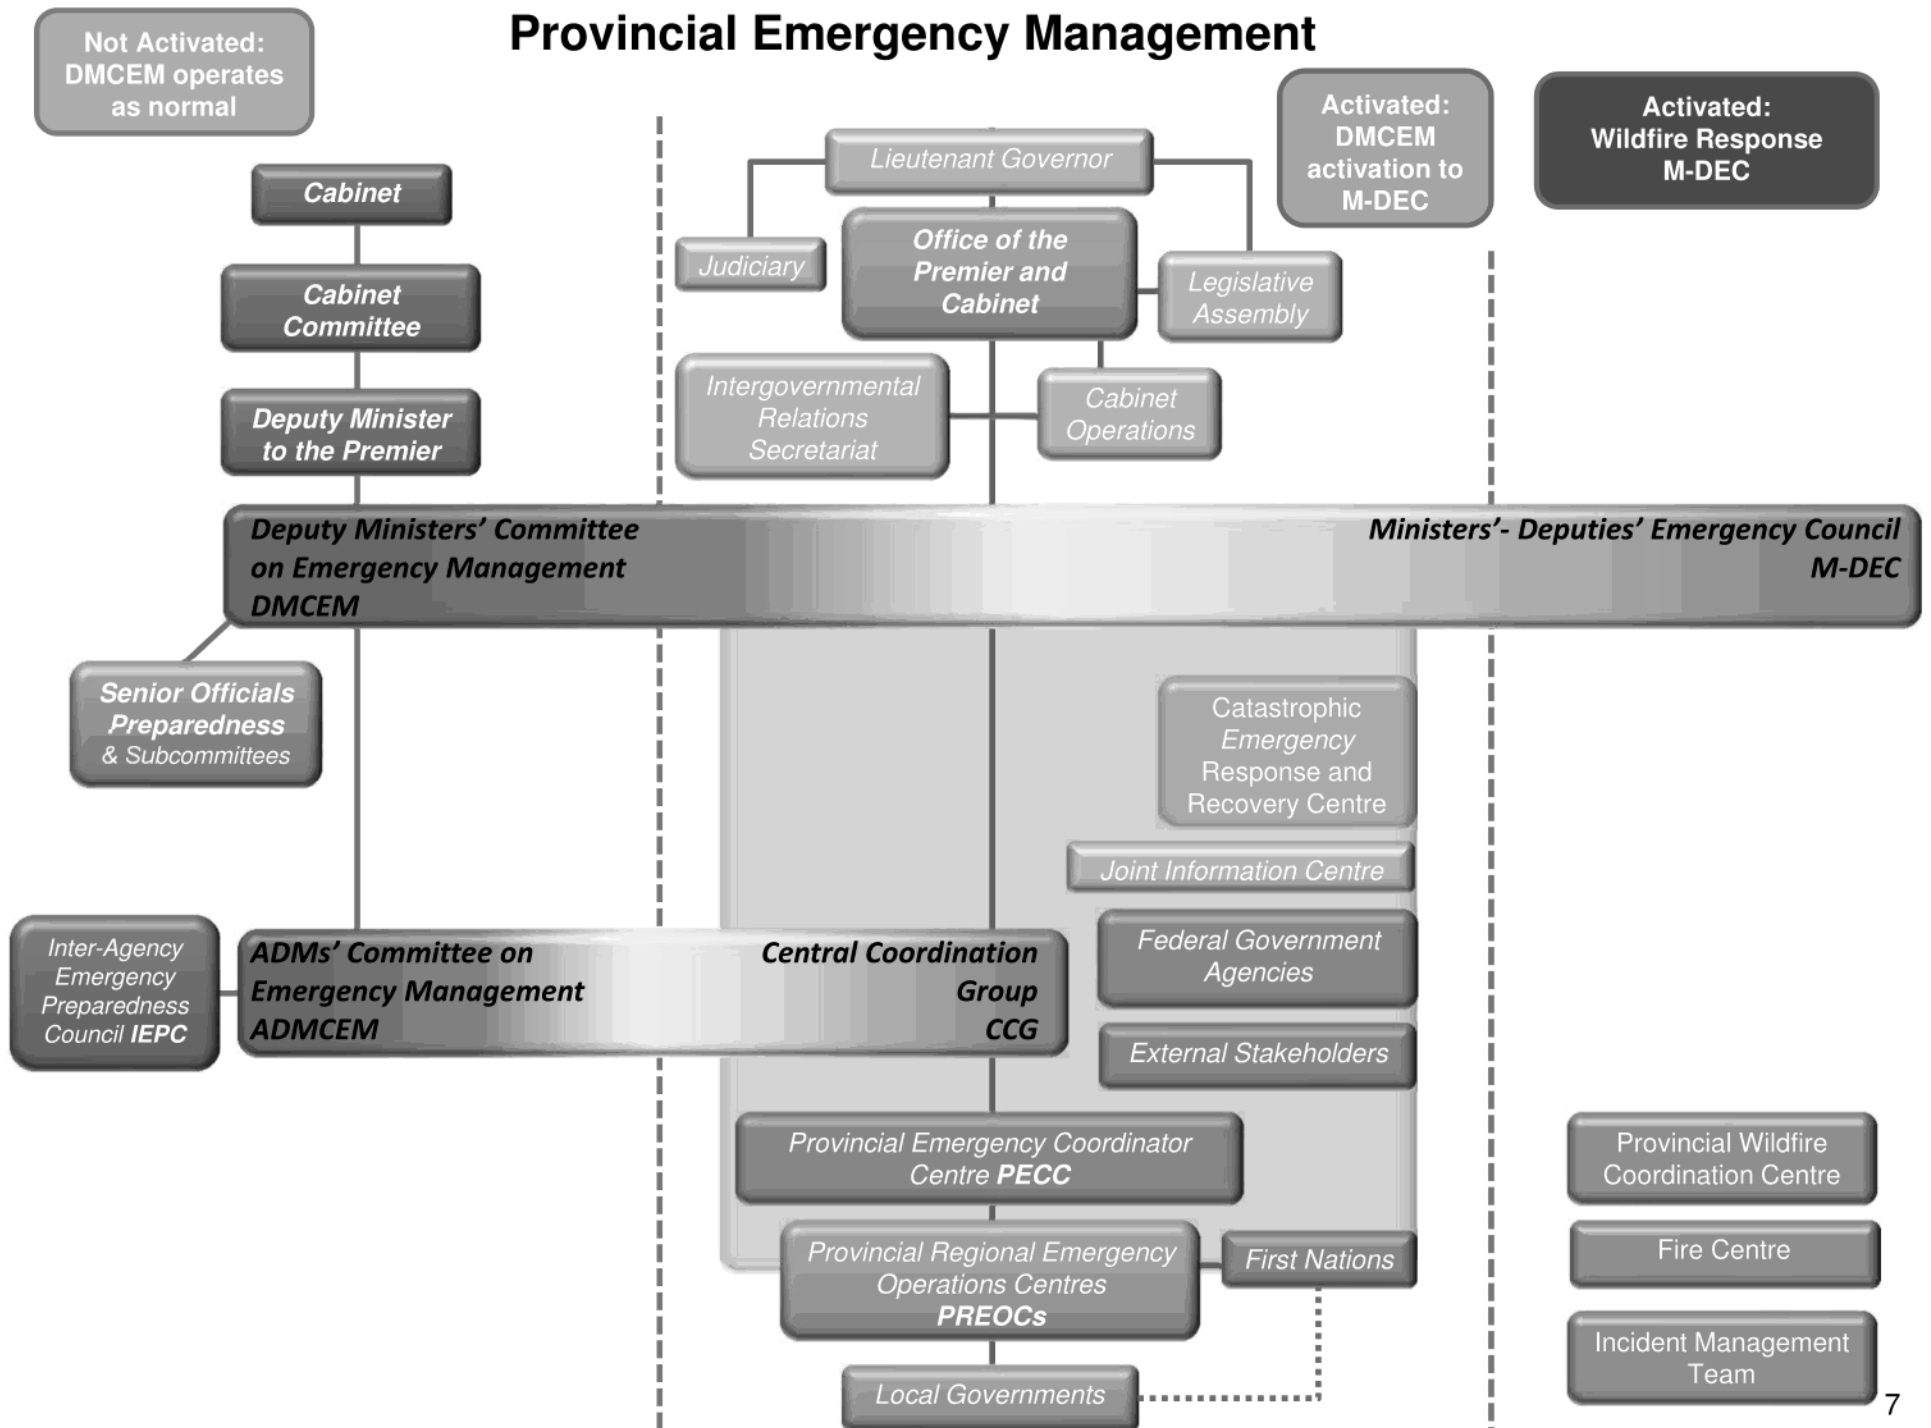 Provincial Emergency Management
Not Activated:
DMCEM operates
as normal
Activated:
DMCEM
activation to
M-DEC
Activated:
Wildfire Response
M-DEC
Cabinet
Cabinet
Committee
Deputy Minister
to the Premier
Lieutenant Governor
Judiciary
Office of the
Premier and
Cabinet
Legislative
Assembly
Intergovernmental
Relations
Secretariat
Cabinet
Operations
Deputy Ministers’ Committee
on Emergency Management
DMCEM
Ministers’- Deputies’ Emergency Council
M-DEC
Senior Officials
Preparedness
& Subcommittees
Catastrophic
Emergency
Response and
Recovery Centre
Joint Information Centre
Inter-Agency
Emergency
Preparedness
Council IEPC
ADMs’ Committee on
Emergency Management
ADMCEM
Central Coordination
Group
CCG
Federal Government
Agencies
External Stakeholders
Provincial Emergency Coordinator
Centre PECC
Provincial Regional Emergency
Operations Centres
PREOCs
First Nations
Local Governments
Provincial Wildfire
Coordination Centre
Fire Centre
Incident Management
Team
7